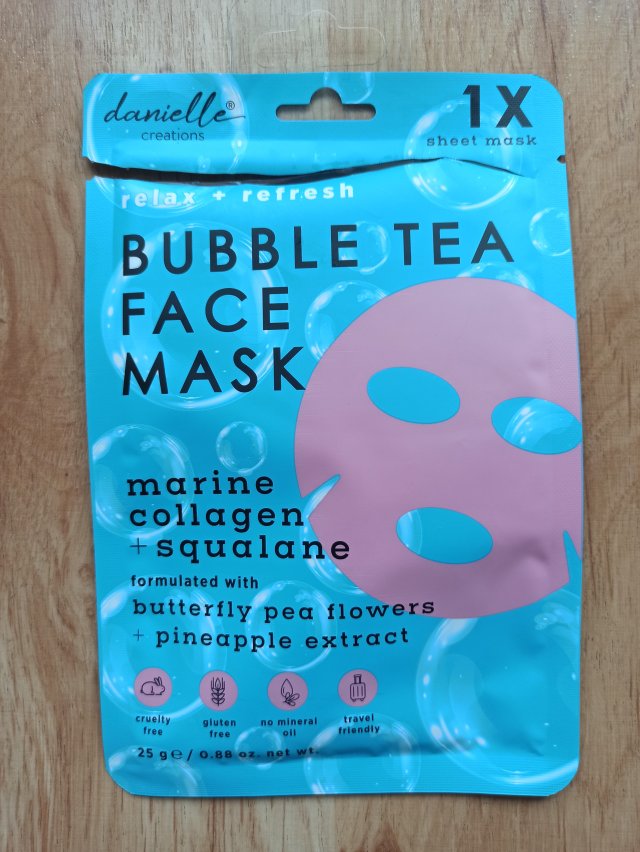 danielle®
creations
1X
sheet mask
relax + refresh
BUBBLE TEA
FACE
MASK
marine
collagen
+ squalane
formulated with
butterfly pea flowers
+ pineapple extract
cruelty
free
gluten
free
no mineral
oil
travel
friendly
25 g ℮ / 0.88 oz. net wt.